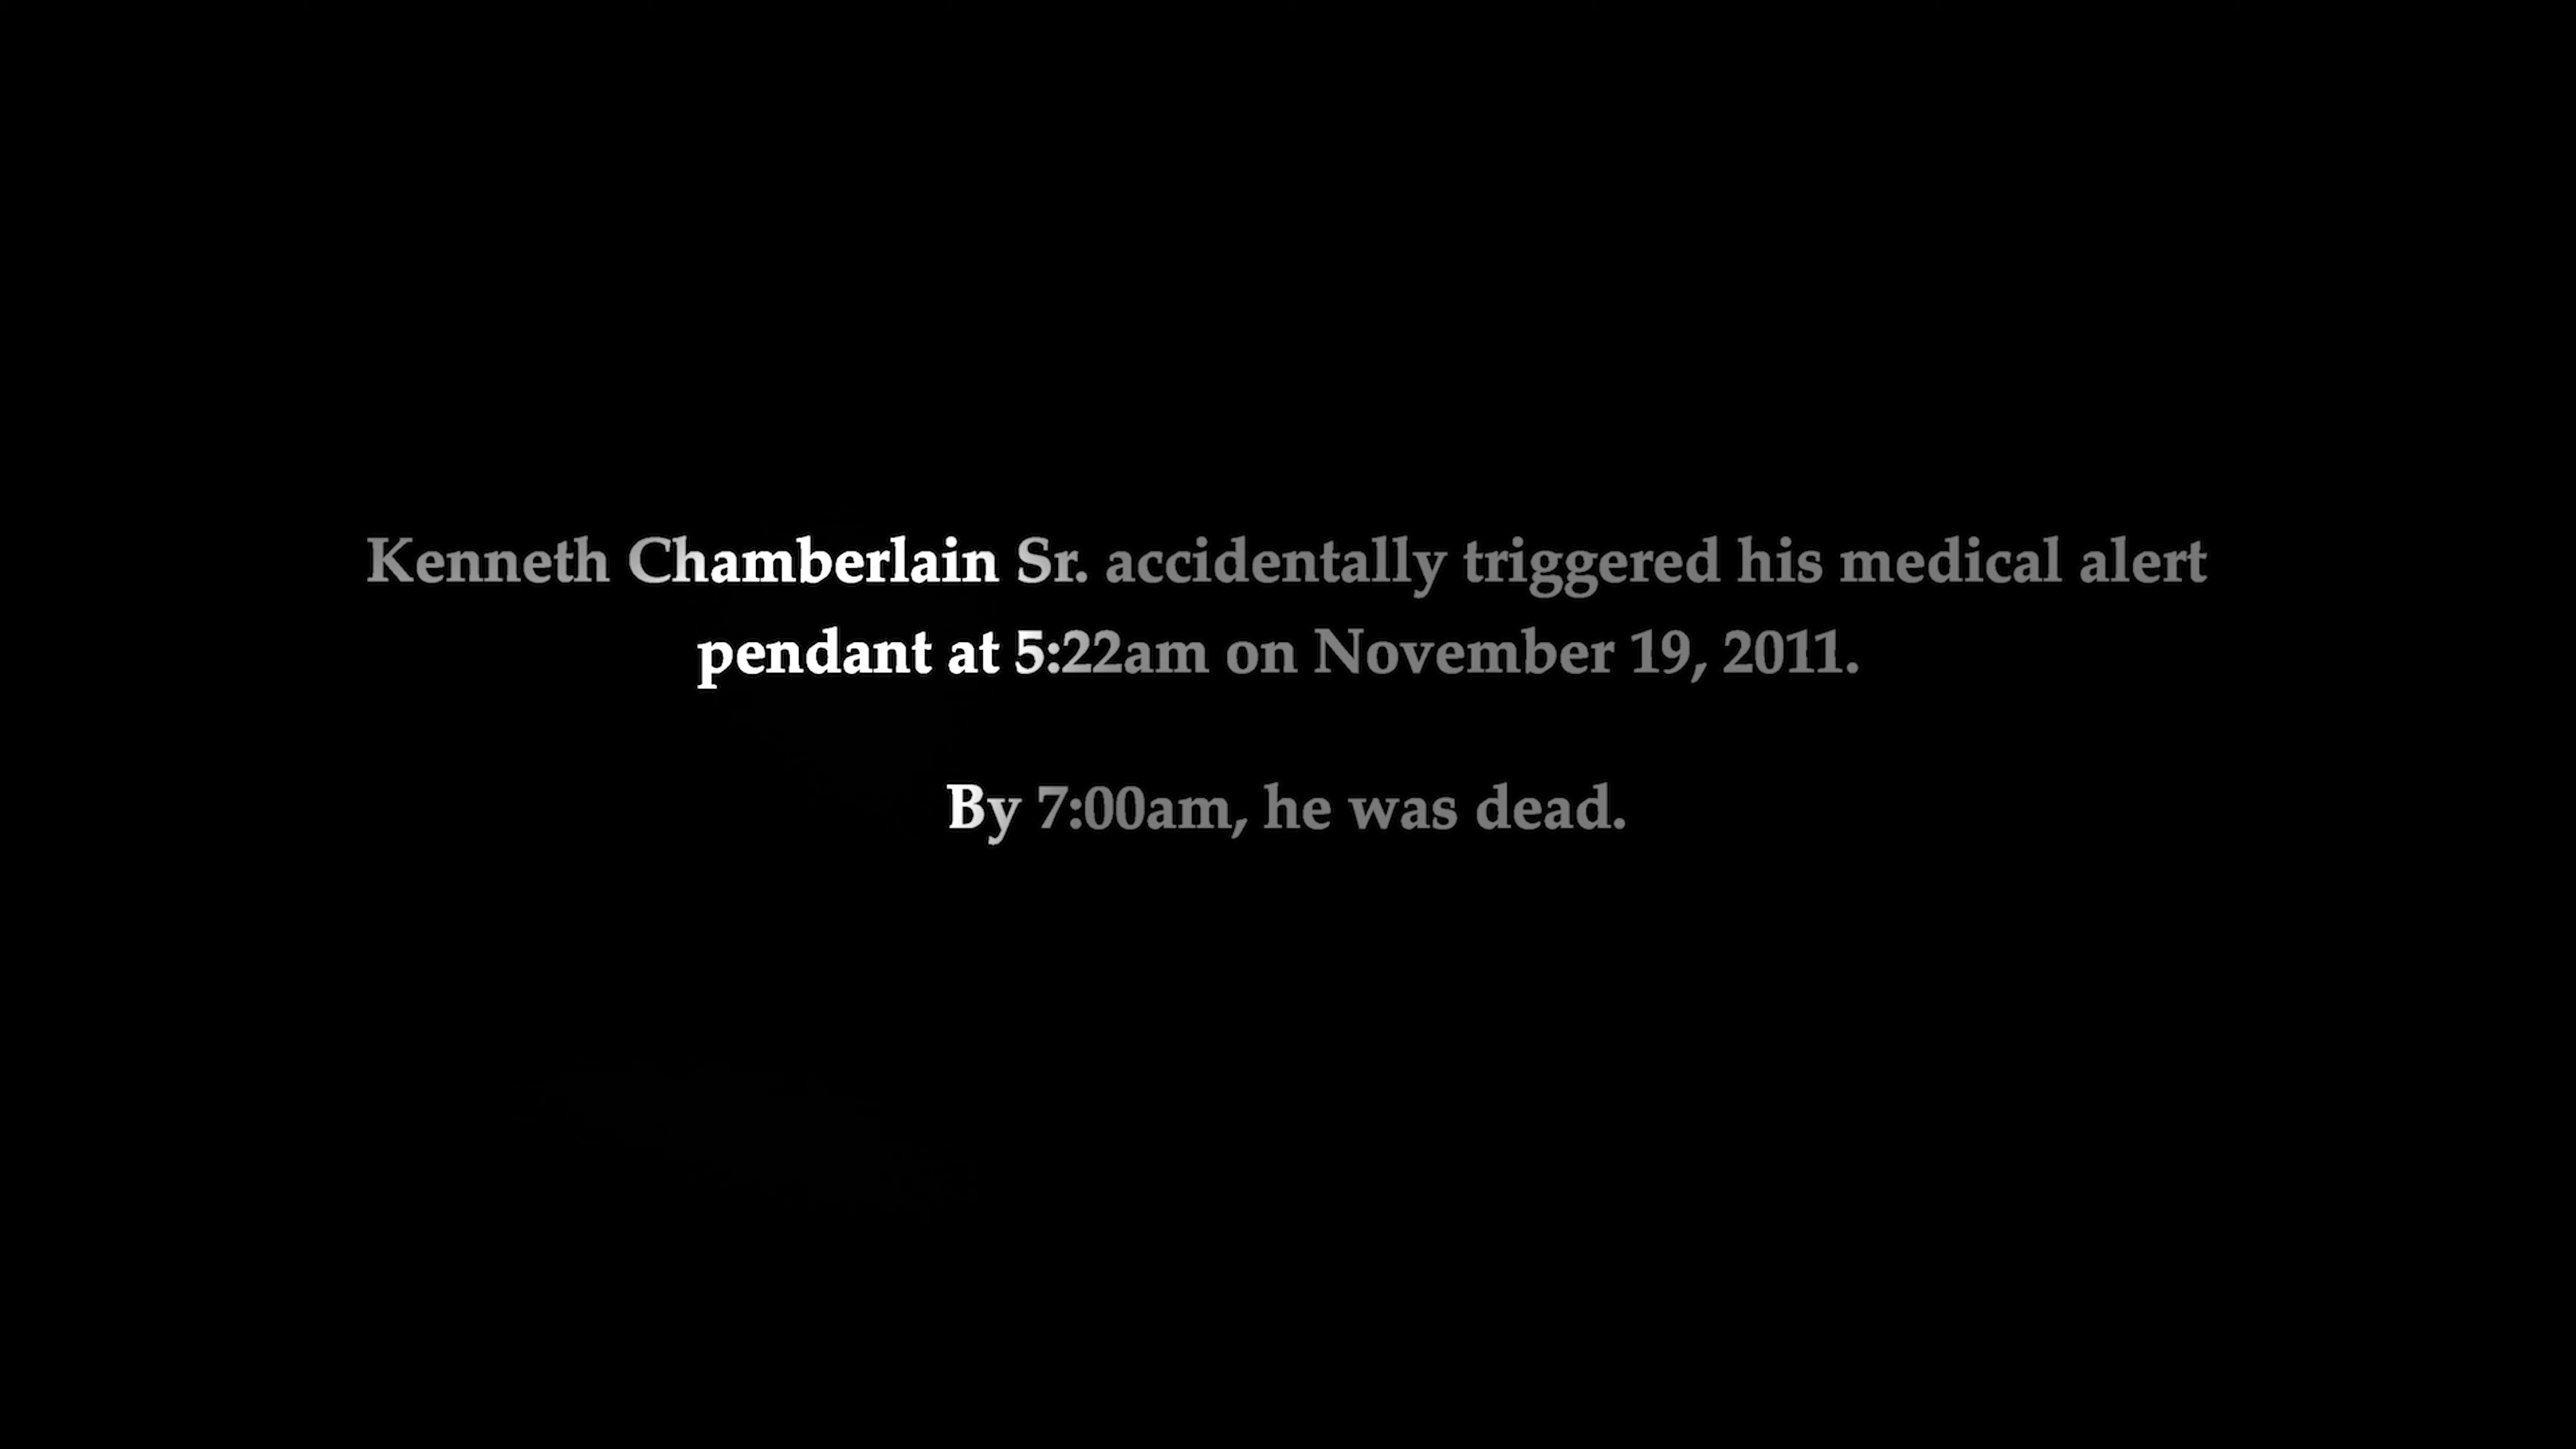 Kenneth Chamberlain Sr. accidentally triggered his medical alert
pendant at 5:22am on November 19, 2011.
By 7:00am, he was dead.